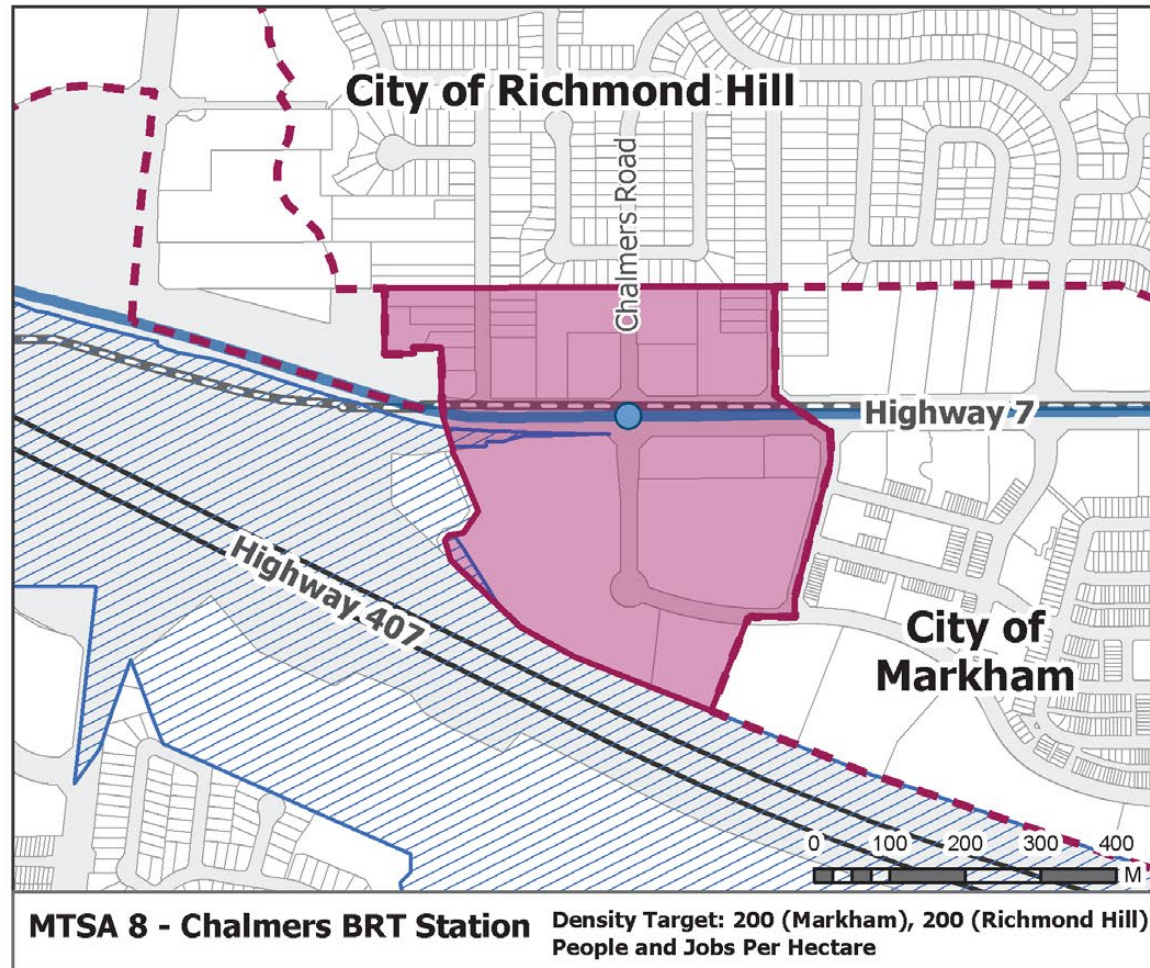 City of Richmond Hill
Chalmers Road
Highway 7
Highway 407
City of
Markham
0 100 200 300 400
M
MTSA 8 - Chalmers BRT Station
Density Target: 200 (Markham), 200 (Richmond Hill)
People and Jobs Per Hectare